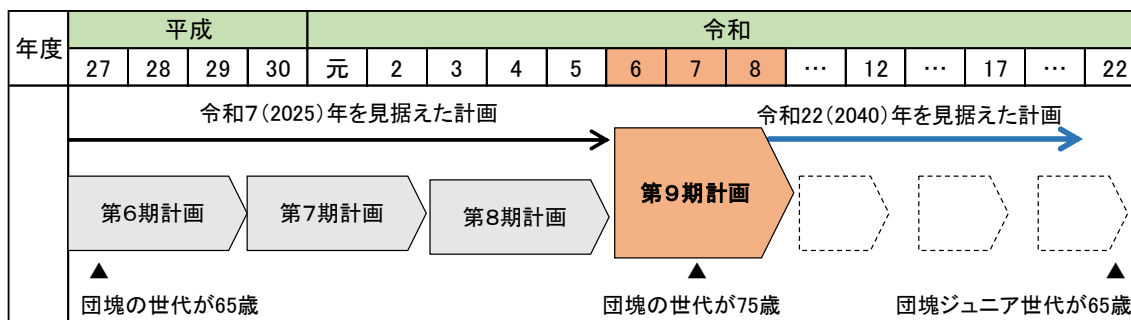 年度
平成 令和
27 28 29 30 元 2 3 4 5 6 7 8 … 12 … 17 … 22
令和7(2025)年を見据えた計画 令和22(2040)年を見据えた計画
第6期計画 第7期計画 第8期計画 第9期計画
▲ ▲ ▲
団塊の世代が65歳 団塊の世代が75歳 団塊ジュニア世代が65歳